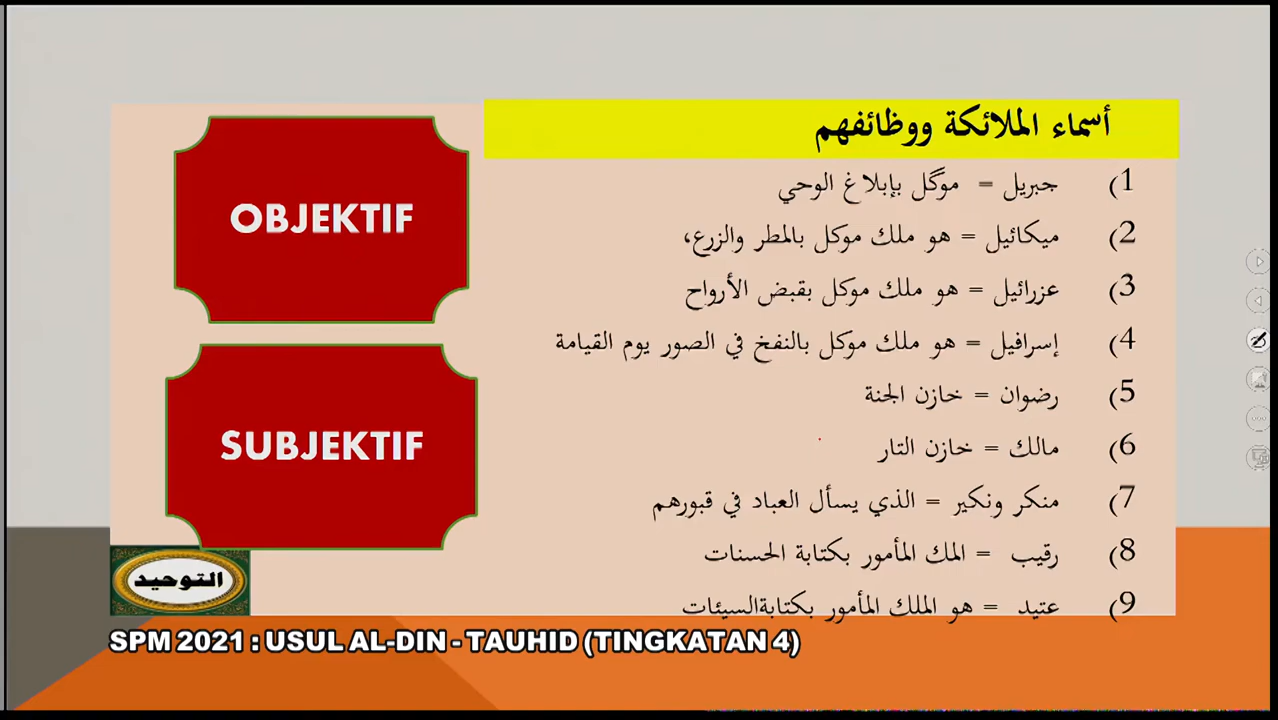 أسماء الملائكة ووظائفهم
1) جبريل = موَّكل بإبلاغ الوحي
2) ميكائيل = هو ملك موكل بالمطر والزرع،
3) عزرائيل = هو ملك موكل بقبض الأرواح
4) إسرافيل = هو ملك موكل بالنفخ في الصور يوم القيامة
5) رضوان = خازن الجنة
6) مالك = خازن التار
7) منكر ونكير = الذي يسأل العباد في قبورهم
8) رقيب = الملك المأمور بكتابة الحسنات
9) عتيد = هو الملك المأمور بكتابةالسيئات
OBJEKTIF
SUBJEKTIF
التوحيد
SPM 2021 : USUL AL-DIN - TAUHID (TINGKATAN 4)